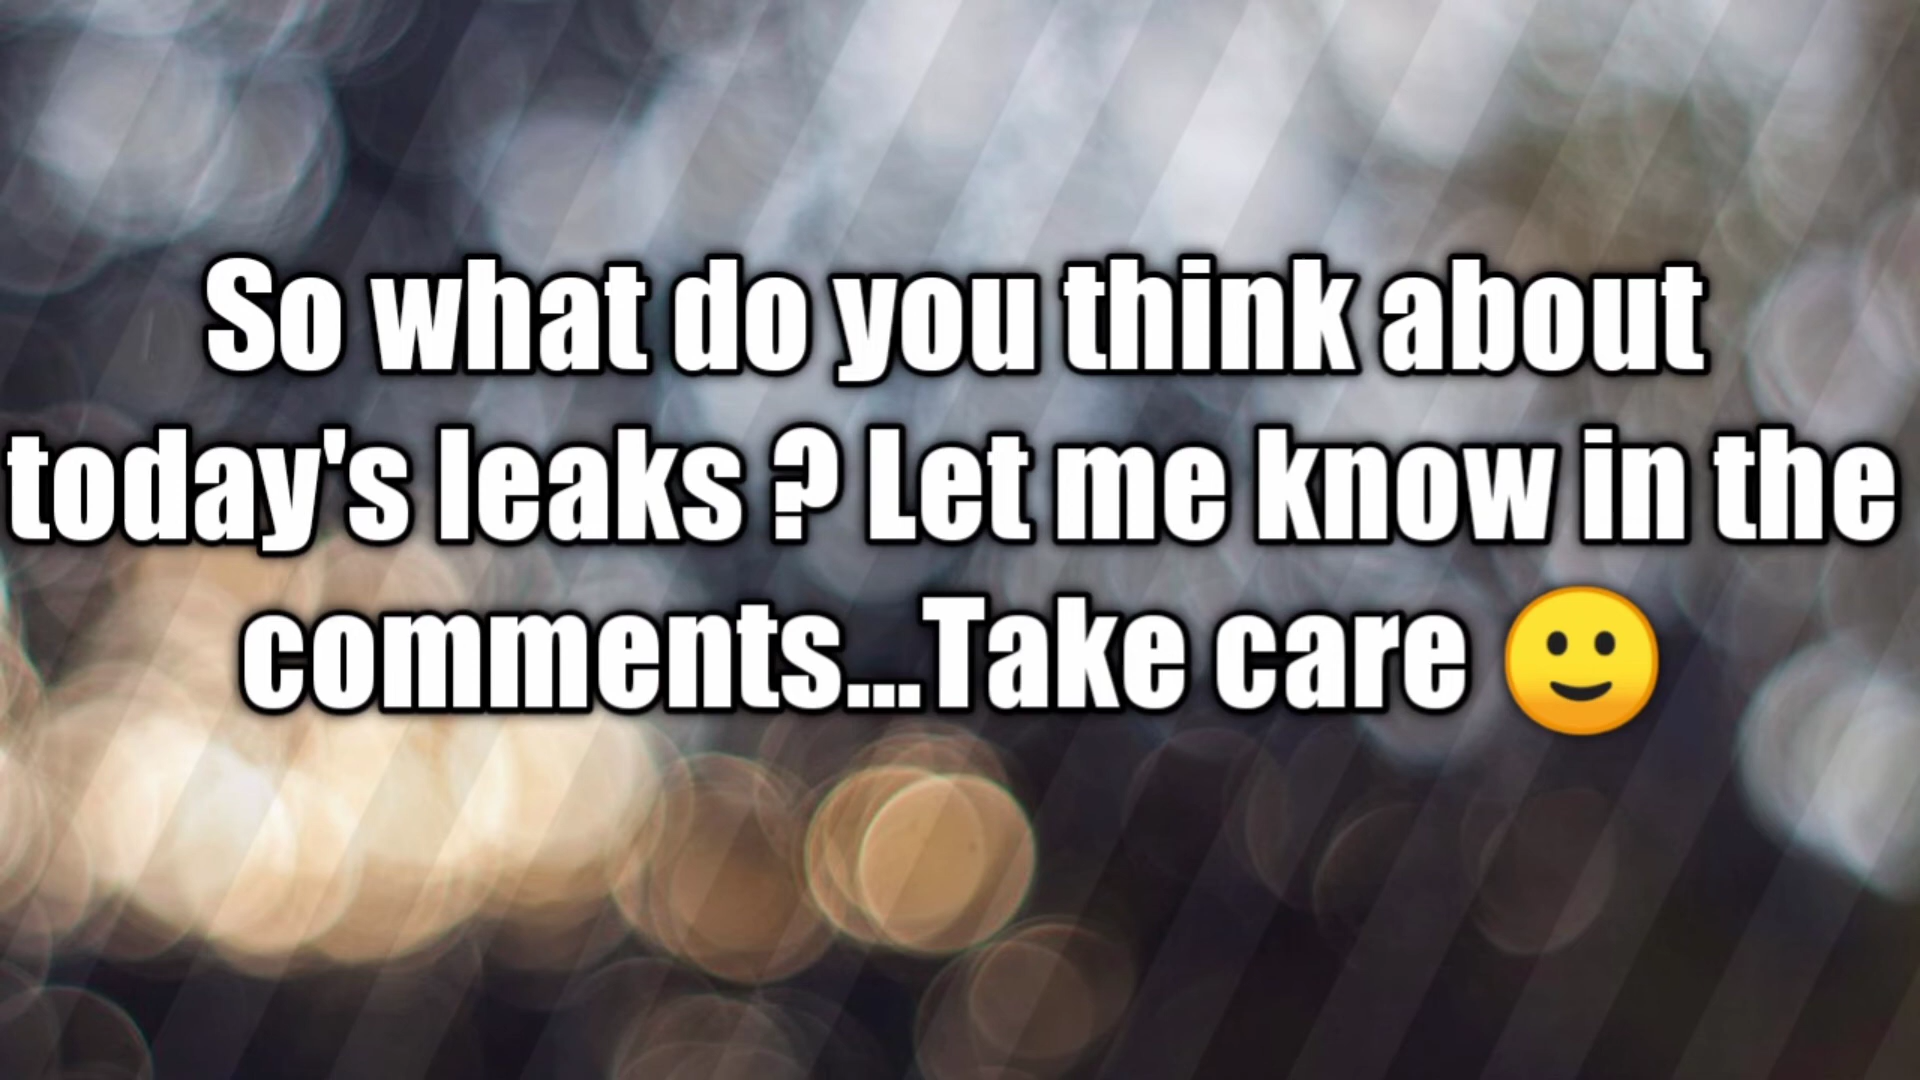 So what do you think about
today's leaks ? Let me know in the
comments...Take care 🙂